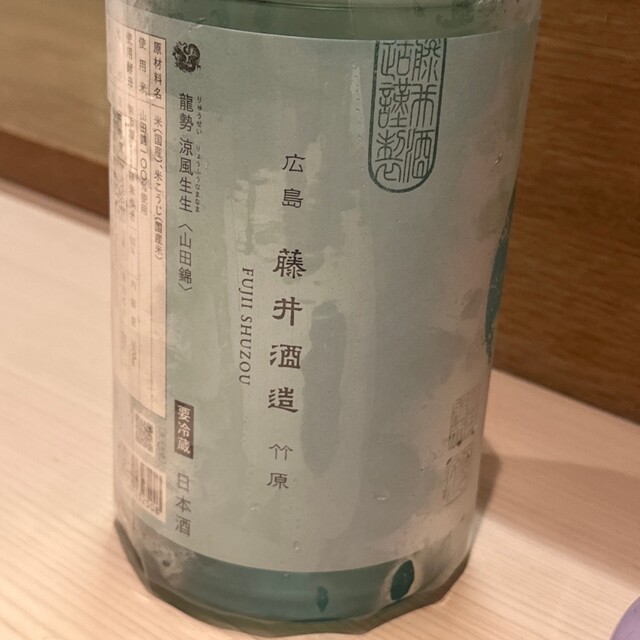 藤井酒
造謹製
広島 藤井酒造 竹原
FUJII SHUZOU
りゅうせい りょうふうなまなま
龍勢 涼風生生〈山田錦〉
要冷蔵
日本酒
原材料名 米(国産)米こうじ(国産米)
使用米 山田錦100%使用